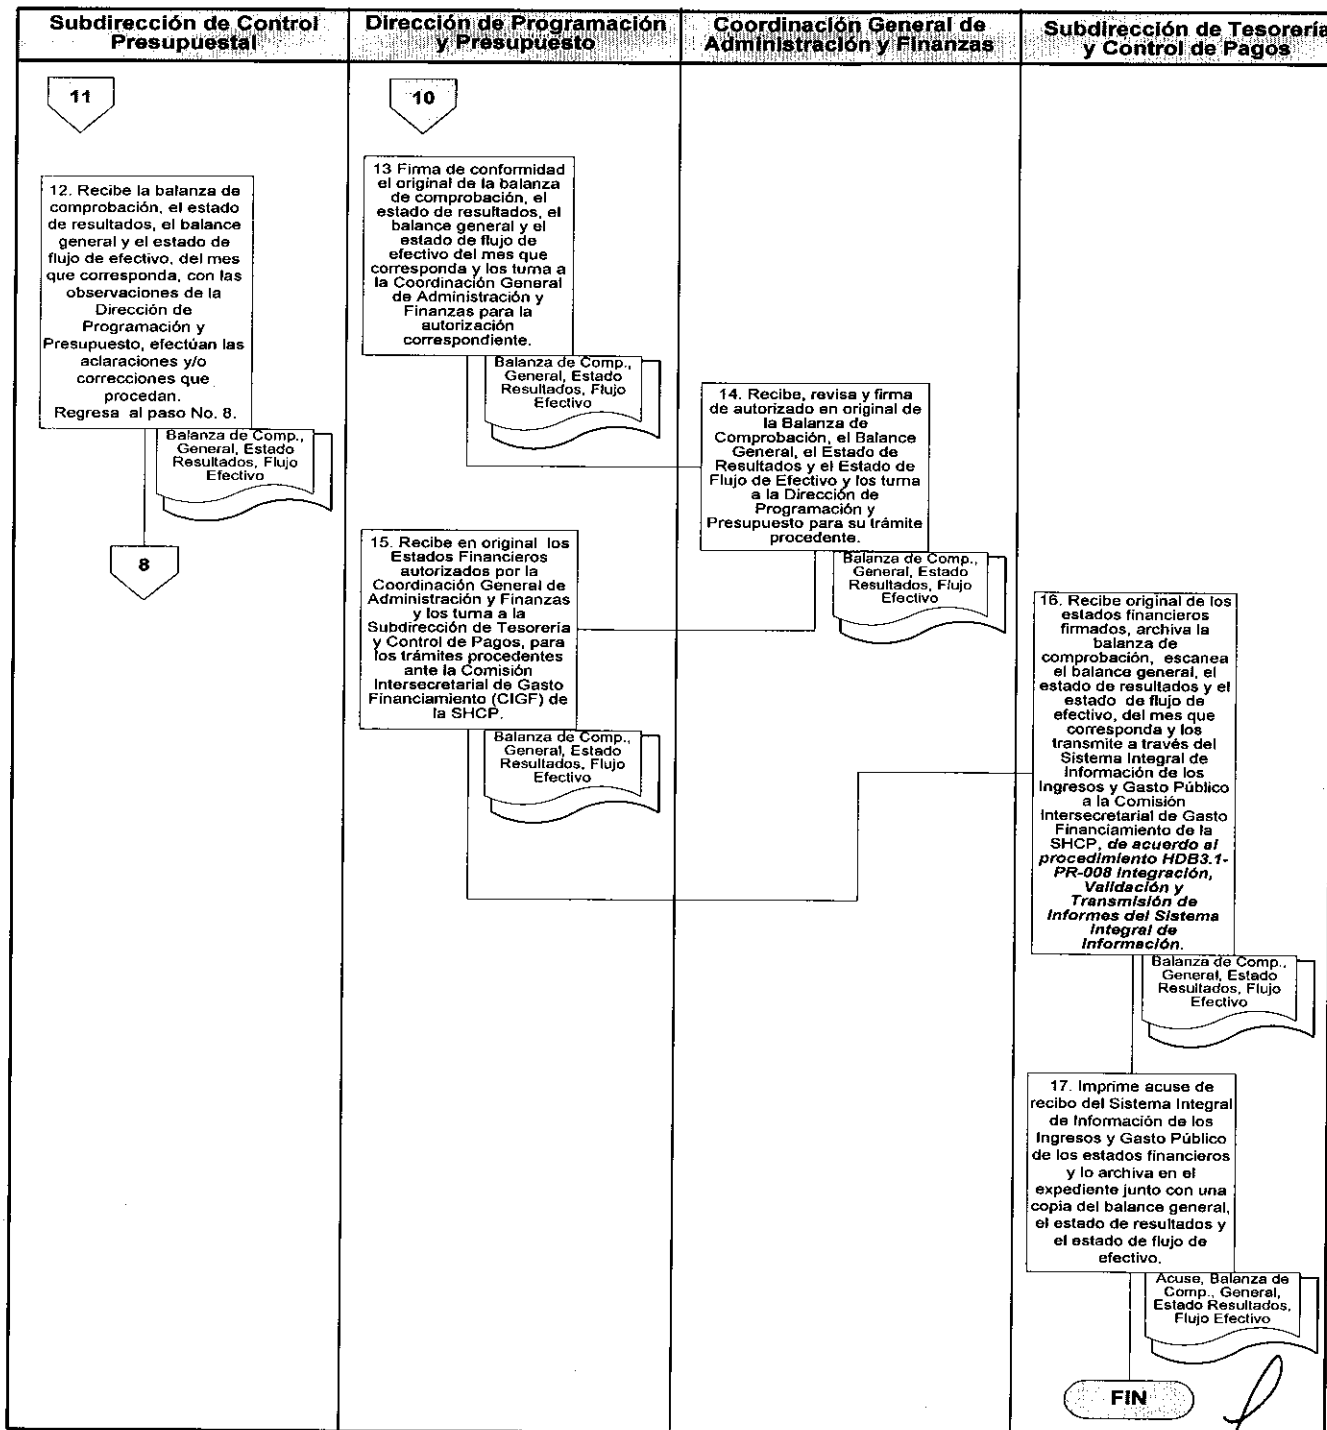 Subdirección de Control
Presupuestal
Dirección de Programación
y Presupuesto
Coordinación General de
Administración y Finanzas
Subdirección de Tesorería
y Control de Pagos
11
12. Recibe la balanza de
comprobación, el estado
de resultados, el balance
general y el estado de
flujo de efectivo, del mes
que corresponda, con las
observaciones de la
Dirección de
Programación y
Presupuesto, efectúan las
aclaraciones y/o
correcciones que
procedan.
Regresa al paso No. 8.
Balanza de Comp.,
General, Estado
Resultados, Flujo
Efectivo
8
10
13 Firma de conformidad
el original de la balanza
de comprobación, el
estado de resultados, el
balance general y el
estado de flujo de
efectivo del mes que
corresponda y los turna a
la Coordinación General
de Administración y
Finanzas para la
autorización
correspondiente.
Balanza de Comp.,
General, Estado
Resultados, Flujo
Efectivo
14. Recibe, revisa y firma
de autorizado en original de
la Balanza de
Comprobación, el Balance
General, el Estado de
Resultados y el Estado de
Flujo de Efectivo y los turna
a la Dirección de
Programación y
Presupuesto para su trámite
procedente.
Balanza de Comp.,
General, Estado
Resultados, Flujo
Efectivo
15. Recibe en original los
Estados Financieros
autorizados por la
Coordinación General de
Administración y Finanzas
y los turna a la
Subdirección de Tesorería
y Control de Pagos, para
los trámites procedentes
ante la Comisión
Intersecretarial de Gasto
Financiamiento (CIGF) de
la SHCP.
Balanza de Comp.,
General, Estado
Resultados, Flujo
Efectivo
16. Recibe original de los
estados financieros
firmados, archiva la
balanza de
comprobación, escanea
el balance general, el
estado de resultados y el
estado de flujo de
efectivo, del mes que
corresponda y los
transmite a través del
Sistema Integral de
Información de los
Ingresos y Gasto Público
a la Comisión
Intersecretarial de Gasto
Financiamiento de la
SHCP, de acuerdo al
procedimiento HDB3.1-
PR-008 Integración,
Validación y
Transmisión de
Informes del Sistema
Integral de
Información.
Balanza de Comp.,
General, Estado
Resultados, Flujo
Efectivo
17. Imprime acuse de
recibo del Sistema Integral
de Información de los
Ingresos y Gasto Público
de los estados financieros
y lo archiva en el
expediente junto con una
copia del balance general,
el estado de resultados y
el estado de flujo de
efectivo.
Acuse, Balanza de
Comp., General,
Estado Resultados,
Flujo Efectivo
FIN